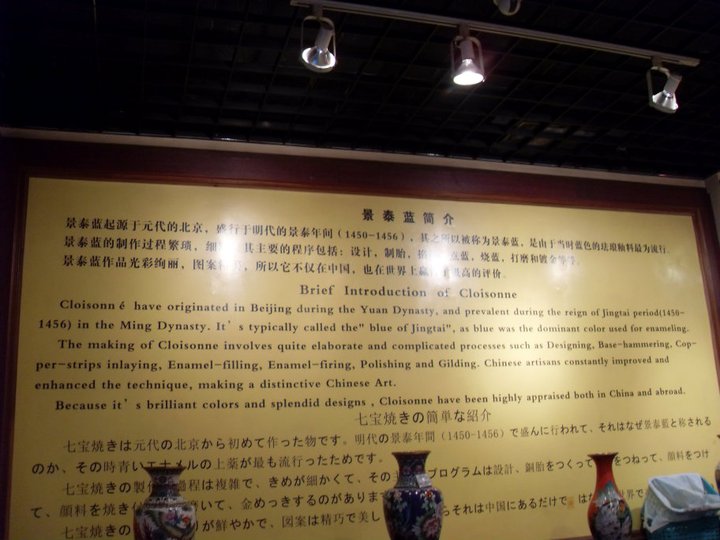 景泰蓝简介
景泰蓝起源于元代的北京，盛行于明代的景泰年间（1450-1456），其之所以被称为景泰蓝，是由于当时蓝色的珐琅釉料最为流行。
景泰蓝的制作过程繁琐，细 其主要的程序包括：设计，制胎， 点蓝，烧蓝，打磨和镀金等等。
景泰蓝作品光彩绚丽，图案 ，所以它不仅在中国，也在世界上 最高的评价。
Brief Introduction of Cloisonne
Cloisonné have originated in Beijing during the Yuan Dynasty, and prevalent during the reign of Jingtai period(1450-
1456) in the Ming Dynasty. It's typically called the" blue of Jingtai", as blue was the dominant color used for enameling.
The making of Cloisonne involves quite elaborate and complicated processes such as Designing, Base-hammering, Cop-
per-strips inlaying, Enamel-filling, Enamel-firing, Polishing and Gilding. Chinese artisans constantly improved and
enhanced the technique, making a distinctive Chinese Art.
Because it's brilliant colors and splendid designs , Cloisonne have been highly appraised both in China and abroad.
七宝焼きの簡単な紹介
七宝焼きは元代の北京から初めて作った物です。明代の景泰年間（1450-1456）で盛んに行われて、それはなぜ景泰蓝と称される
のか、その時青いエナメルの上薬が最も流行ったためです。
七宝焼きの製 過程は複雑で、きめが細かくて、その プログラムは設計、銅胎をつくって をつねって、顔料をつけ
て、顔料を焼き いて、金めっきするのがあります
七宝焼きの が鮮やかで、図案は精巧で美し らそれは中国にあるだけで 世界で